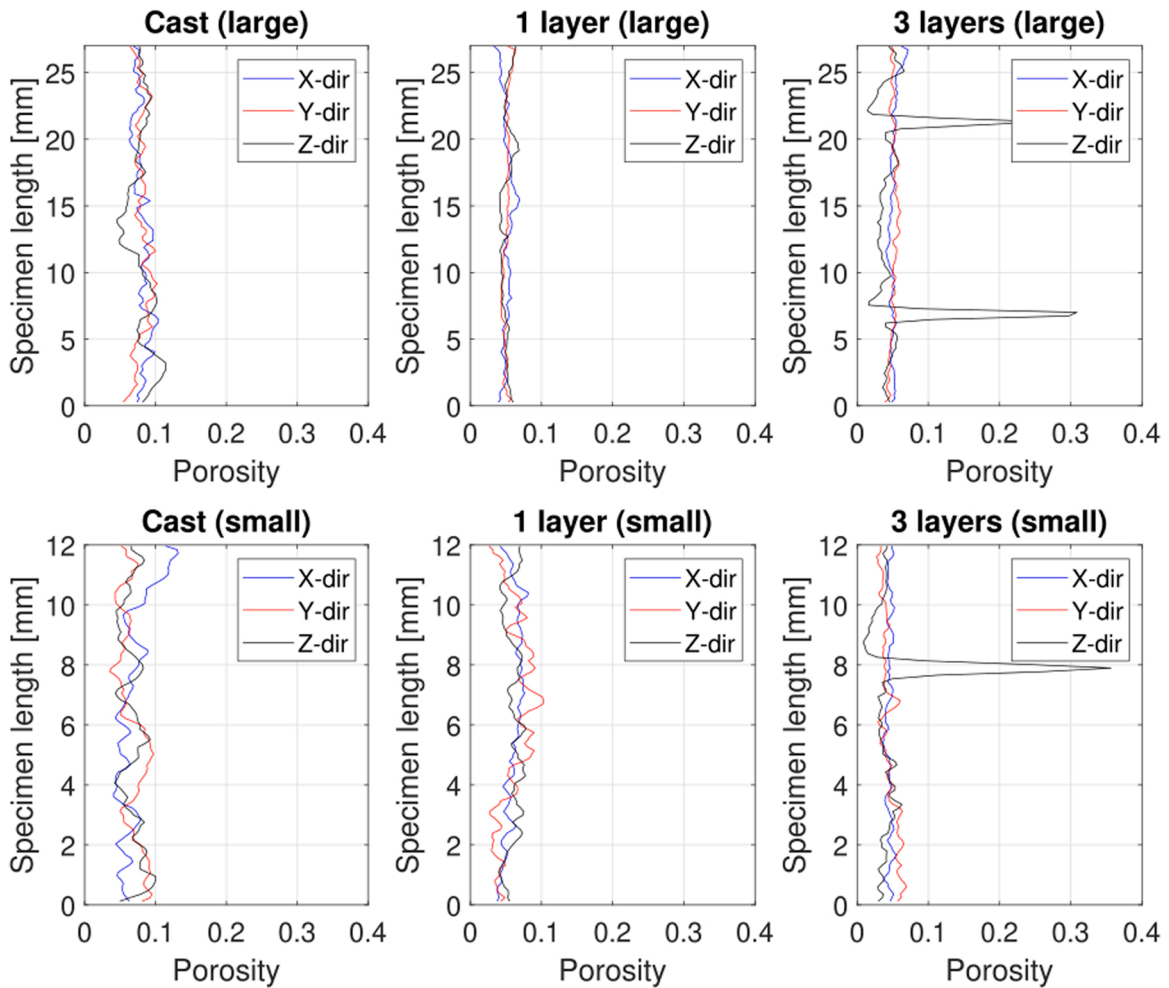 Cast (large)
Specimen length [mm]
25
20
15
10
5
0
0 0.1 0.2 0.3 0.4
Porosity
X-dir
Y-dir
Z-dir
1 layer (large)
Specimen length [mm]
25
20
15
10
5
0
0 0.1 0.2 0.3 0.4
Porosity
X-dir
Y-dir
Z-dir
3 layers (large)
Specimen length [mm]
25
20
15
10
5
0
0 0.1 0.2 0.3 0.4
Porosity
X-dir
Y-dir
Z-dir
Cast (small)
Specimen length [mm]
12
10
8
6
4
2
0
0 0.1 0.2 0.3 0.4
Porosity
X-dir
Y-dir
Z-dir
1 layer (small)
Specimen length [mm]
12
10
8
6
4
2
0
0 0.1 0.2 0.3 0.4
Porosity
X-dir
Y-dir
Z-dir
3 layers (small)
Specimen length [mm]
12
10
8
6
4
2
0
0 0.1 0.2 0.3 0.4
Porosity
X-dir
Y-dir
Z-dir